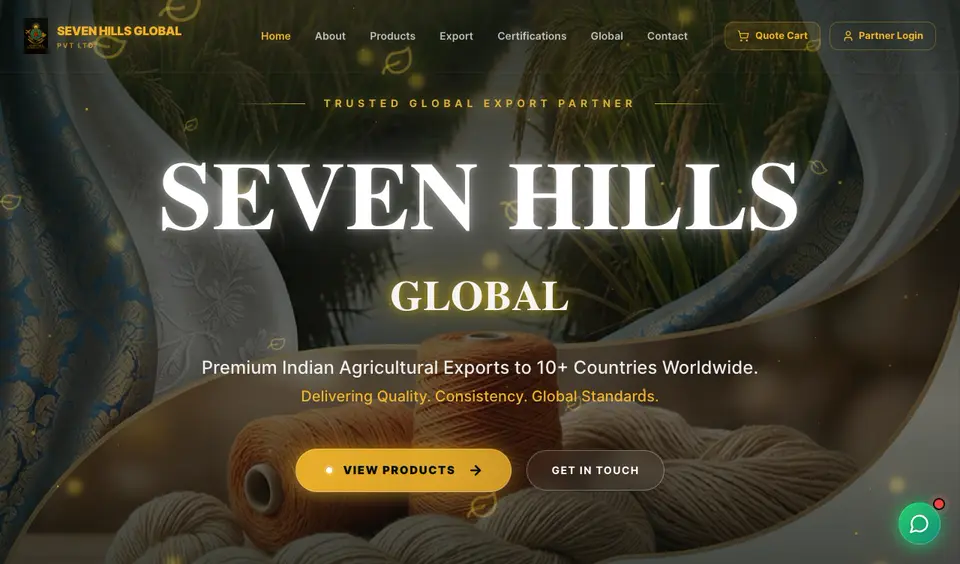 SEVEN HILLS GLOBAL
PVT LTD
Home About Products Export Certifications Global Contact Quote Cart Partner Login
TRUSTED GLOBAL EXPORT PARTNER
SEVEN HILLS
GLOBAL
Premium Indian Agricultural Exports to 10+ Countries Worldwide.
Delivering Quality. Consistency. Global Standards.
VIEW PRODUCTS →
GET IN TOUCH